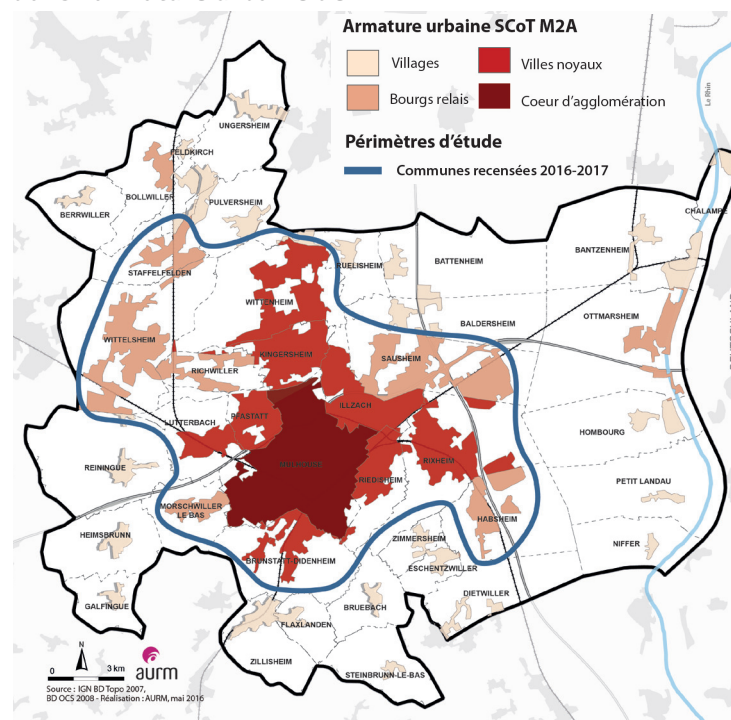 Armature urbaine SCoT M2A
Villages
Villes noyaux
Bourgs relais
Coeur d'agglomération
Périmètres d'étude
Communes recensées 2016-2017
Le Rhin
UNGERSHEIM
FELDKIRCH
BOLLWILLER
PULVERSHEIM
BERRWILLER
CHALAMPE
BANTZENHEIM
RUELISHEIM
BATTENHEIM
STAFFELFELDEN
WITTENHEIM
OTTMARSHEIM
BALDERSHEIM
WITTELSHEIM
KINGERSHEIM
SAUSHEIM
RICHWILLER
ILLZACH
PFASTATT
LUTTERBACH
HOMBOURG
RIXHEIM
REININGUE
RIEDISHEIM
PETIT LANDAU
MORSCHWILLER
LE BAS
HABSHEIM
HEIMSBRUNN
ZIMMERSHEIM
NIFFER
BRUNSTATT-DIDENHEIM
ESCHENTZWILLER
DIETWILLER
GALFINGUE
BRUEBACH
FLAXLANDEN
ZILLISHEIM
STEINBRUNN-LE-BAS
N
0 3 km
aurm
Source : IGN BD Topo 2007,
BD OCS 2008 - Réalisation : AURM, mai 2016